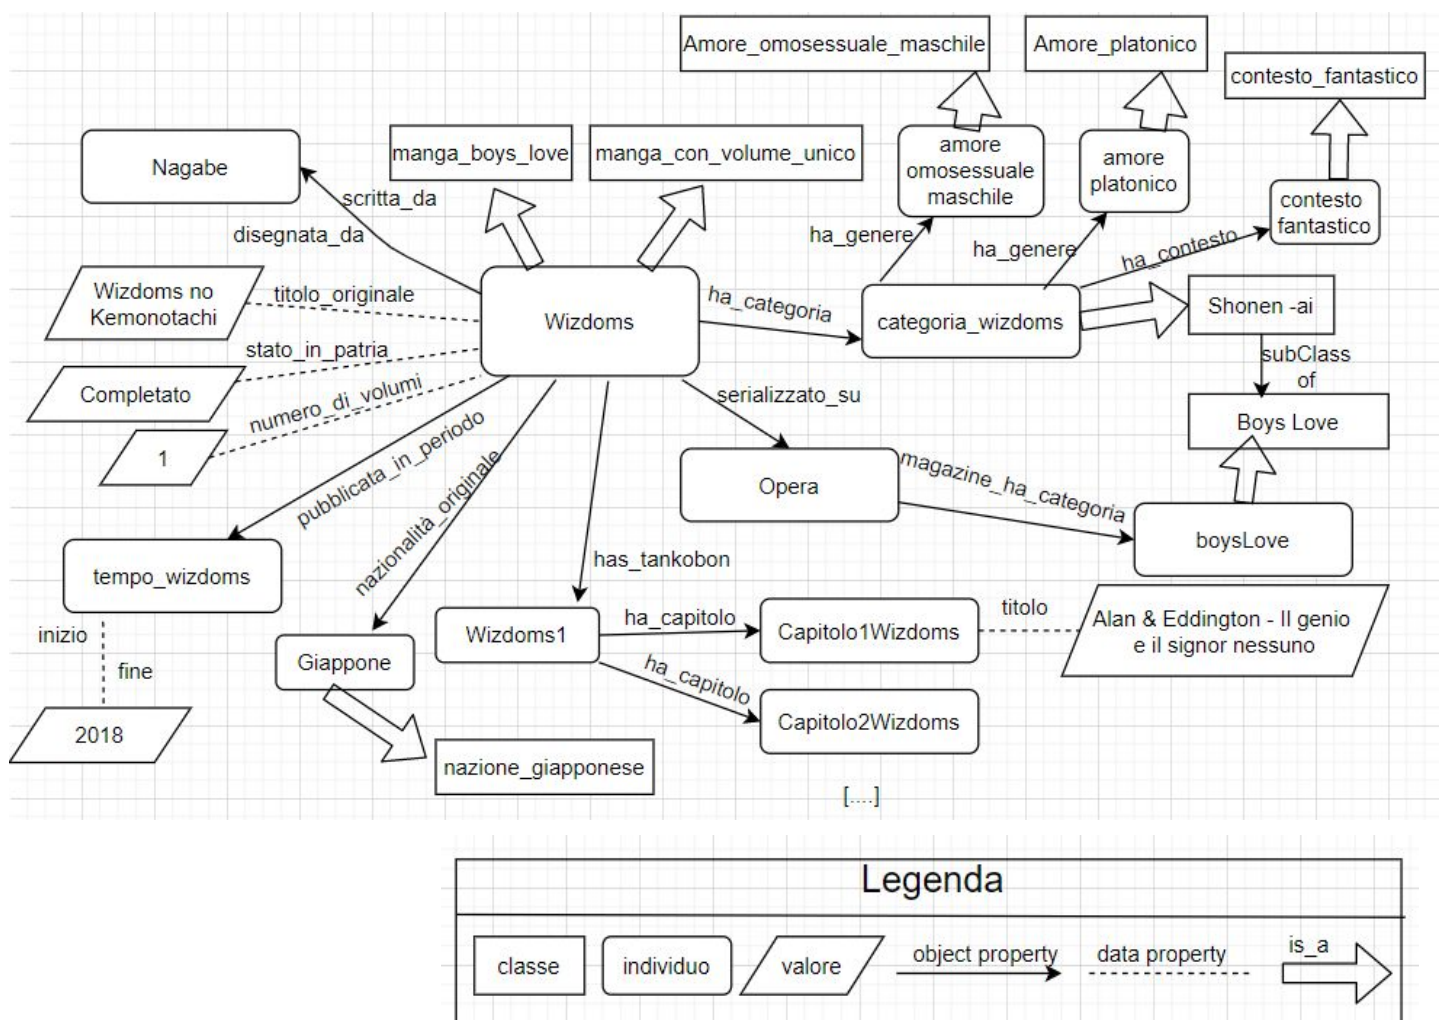 Amore_omosessuale_maschile
Amore_platonico
contesto_fantastico
manga_boys_love
manga_con_volume_unico
amore
omosessuale
maschile
amore
platonico
contesto
fantastico
Nagabe
scritta_da
disegnata_da
ha_genere
ha_genere
ha_contesto
Wizdoms no
Kemonotachi
titolo_originale
Wizdoms
ha_categoria
categoria_wizdoms
Shonen -ai
subClass
of
stato_in_patria
Completato
numero_di_volumi
1
serializzato_su
Boys Love
pubblicata_in_periodo
nazionalità_originale
Opera
magazine_ha_categoria
boysLove
tempo_wizdoms
has_tankobon
inizio
fine
2018
Giappone
nazione_giapponese
Wizdoms1
ha_capitolo
ha_capitolo
Capitolo1Wizdoms
titolo
Alan & Eddington - Il genio
e il signor nessuno
Capitolo2Wizdoms
[....]
Legenda
classe
individuo
valore
object property
data property
is_a